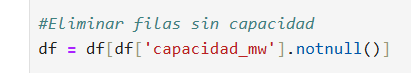 #Eliminar filas sin capacidad
df = df[df['capacidad_mw'].notnull()]